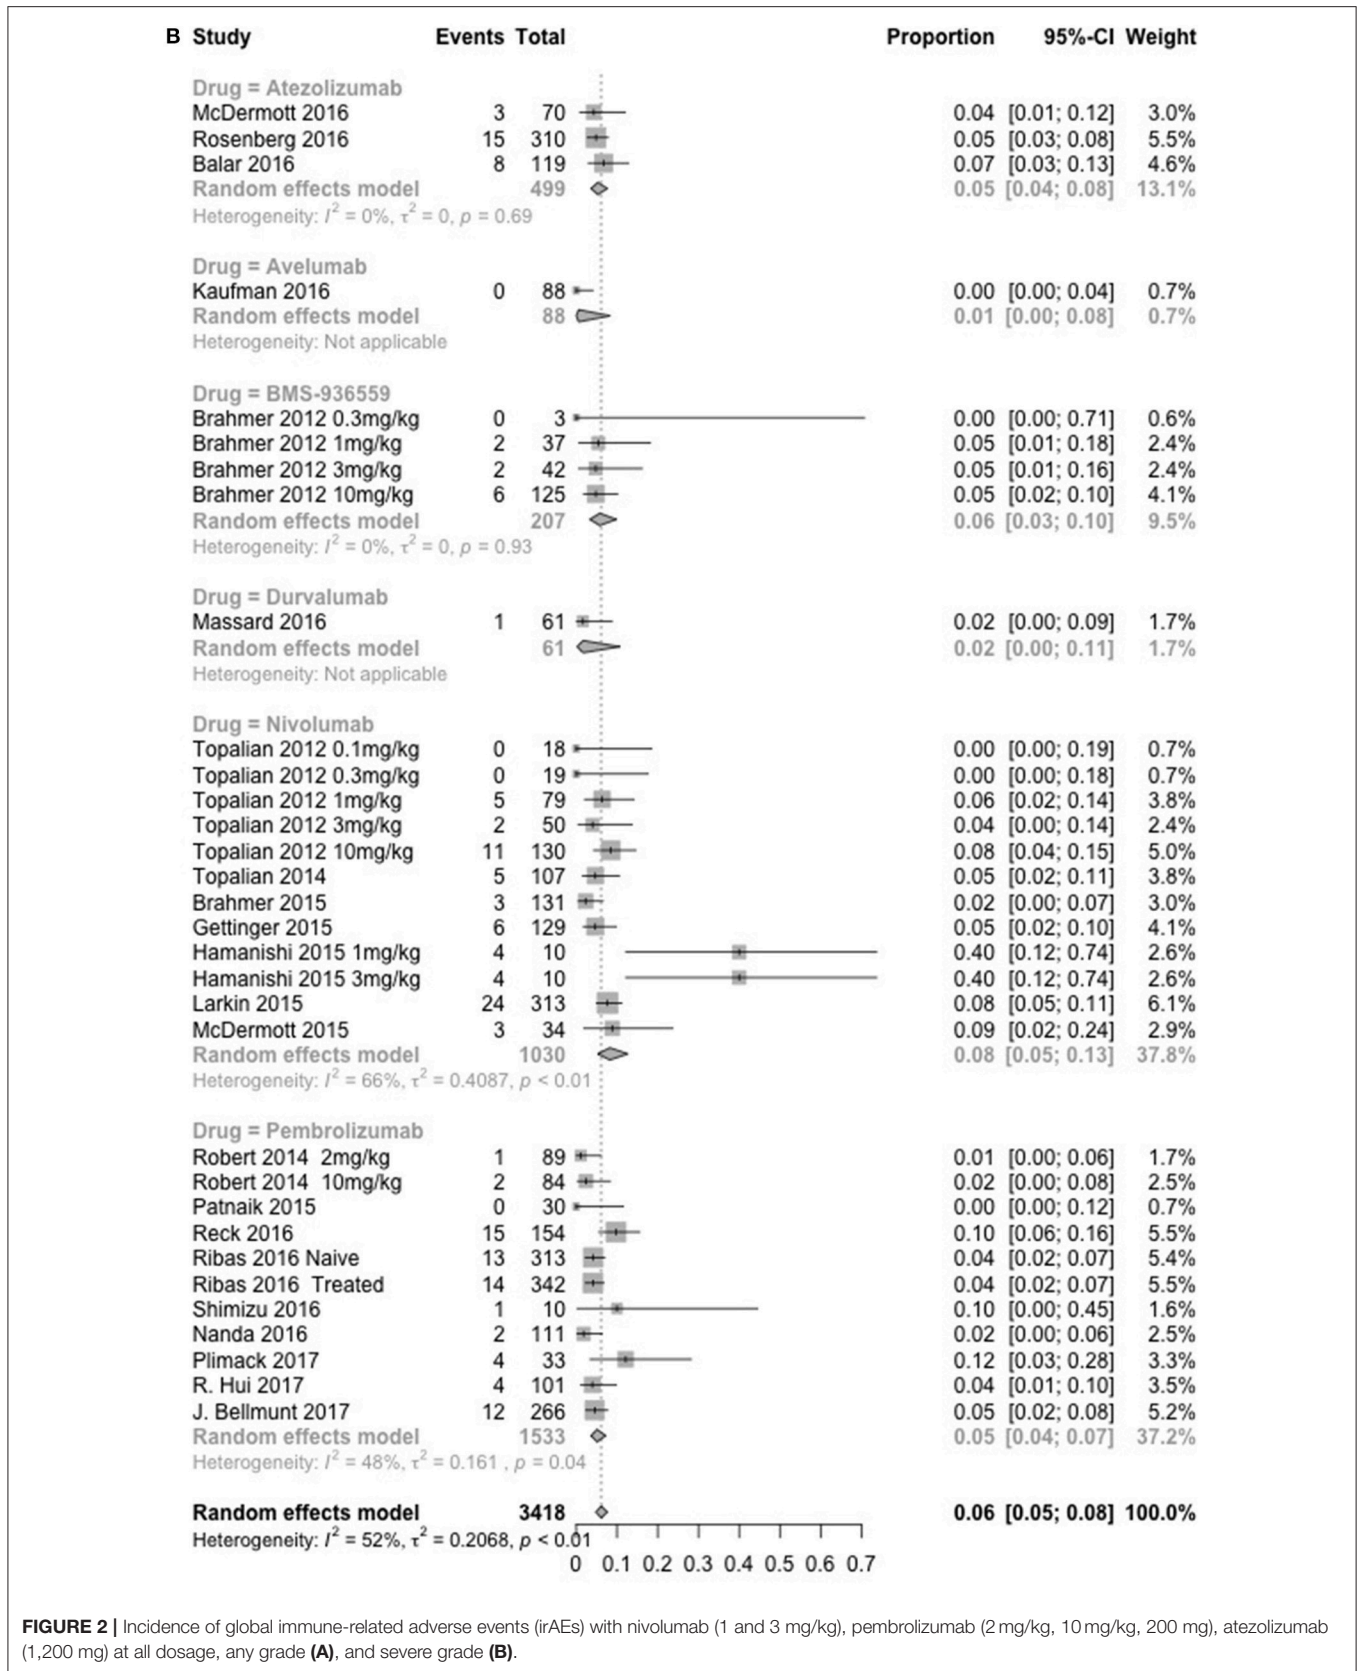 B Study Events Total Proportion 95%-CI Weight
Drug = Atezolizumab
McDermott 2016 3 70 0.04 [0.01; 0.12] 3.0%
Rosenberg 2016 15 310 0.05 [0.03; 0.08] 5.5%
Balar 2016 8 119 0.07 [0.03; 0.13] 4.6%
Random effects model 499 0.05 [0.04; 0.08] 13.1%
Heterogeneity: I² = 0%, τ² = 0, p = 0.69
Drug = Avelumab
Kaufman 2016 0 88 0.00 [0.00; 0.04] 0.7%
Random effects model 88 0.01 [0.00; 0.08] 0.7%
Heterogeneity: Not applicable
Drug = BMS-936559
Brahmer 2012 0.3mg/kg 0 3 0.00 [0.00; 0.71] 0.6%
Brahmer 2012 1mg/kg 2 37 0.05 [0.01; 0.18] 2.4%
Brahmer 2012 3mg/kg 2 42 0.05 [0.01; 0.16] 2.4%
Brahmer 2012 10mg/kg 6 125 0.05 [0.02; 0.10] 4.1%
Random effects model 207 0.06 [0.03; 0.10] 9.5%
Heterogeneity: I² = 0%, τ² = 0, p = 0.93
Drug = Durvalumab
Massard 2016 1 61 0.02 [0.00; 0.09] 1.7%
Random effects model 61 0.02 [0.00; 0.11] 1.7%
Heterogeneity: Not applicable
Drug = Nivolumab
Topalian 2012 0.1mg/kg 0 18 0.00 [0.00; 0.19] 0.7%
Topalian 2012 0.3mg/kg 0 19 0.00 [0.00; 0.18] 0.7%
Topalian 2012 1mg/kg 5 79 0.06 [0.02; 0.14] 3.8%
Topalian 2012 3mg/kg 2 50 0.04 [0.00; 0.14] 2.4%
Topalian 2012 10mg/kg 11 130 0.08 [0.04; 0.15] 5.0%
Topalian 2014 5 107 0.05 [0.02; 0.11] 3.8%
Brahmer 2015 3 131 0.02 [0.00; 0.07] 3.0%
Gettinger 2015 6 129 0.05 [0.02; 0.10] 4.1%
Hamanishi 2015 1mg/kg 4 10 0.40 [0.12; 0.74] 2.6%
Hamanishi 2015 3mg/kg 4 10 0.40 [0.12; 0.74] 2.6%
Larkin 2015 24 313 0.08 [0.05; 0.11] 6.1%
McDermott 2015 3 34 0.09 [0.02; 0.24] 2.9%
Random effects model 1030 0.08 [0.05; 0.13] 37.8%
Heterogeneity: I² = 66%, τ² = 0.4087, p < 0.01
Drug = Pembrolizumab
Robert 2014 2mg/kg 1 89 0.01 [0.00; 0.06] 1.7%
Robert 2014 10mg/kg 2 84 0.02 [0.00; 0.08] 2.5%
Patnaik 2015 0 30 0.00 [0.00; 0.12] 0.7%
Reck 2016 15 154 0.10 [0.06; 0.16] 5.5%
Ribas 2016 Naive 13 313 0.04 [0.02; 0.07] 5.4%
Ribas 2016 Treated 14 342 0.04 [0.02; 0.07] 5.5%
Shimizu 2016 1 10 0.10 [0.00; 0.45] 1.6%
Nanda 2016 2 111 0.02 [0.00; 0.06] 2.5%
Plimack 2017 4 33 0.12 [0.03; 0.28] 3.3%
R. Hui 2017 4 101 0.04 [0.01; 0.10] 3.5%
J. Bellmunt 2017 12 266 0.05 [0.02; 0.08] 5.2%
Random effects model 1533 0.05 [0.04; 0.07] 37.2%
Heterogeneity: I² = 48%, τ² = 0.161 , p = 0.04
Random effects model 3418 0.06 [0.05; 0.08] 100.0%
Heterogeneity: I² = 52%, τ² = 0.2068, p < 0.01
0 0.1 0.2 0.3 0.4 0.5 0.6 0.7
FIGURE 2 | Incidence of global immune-related adverse events (irAEs) with nivolumab (1 and 3 mg/kg), pembrolizumab (2 mg/kg, 10 mg/kg, 200 mg), atezolizumab
(1,200 mg) at all dosage, any grade (A), and severe grade (B).